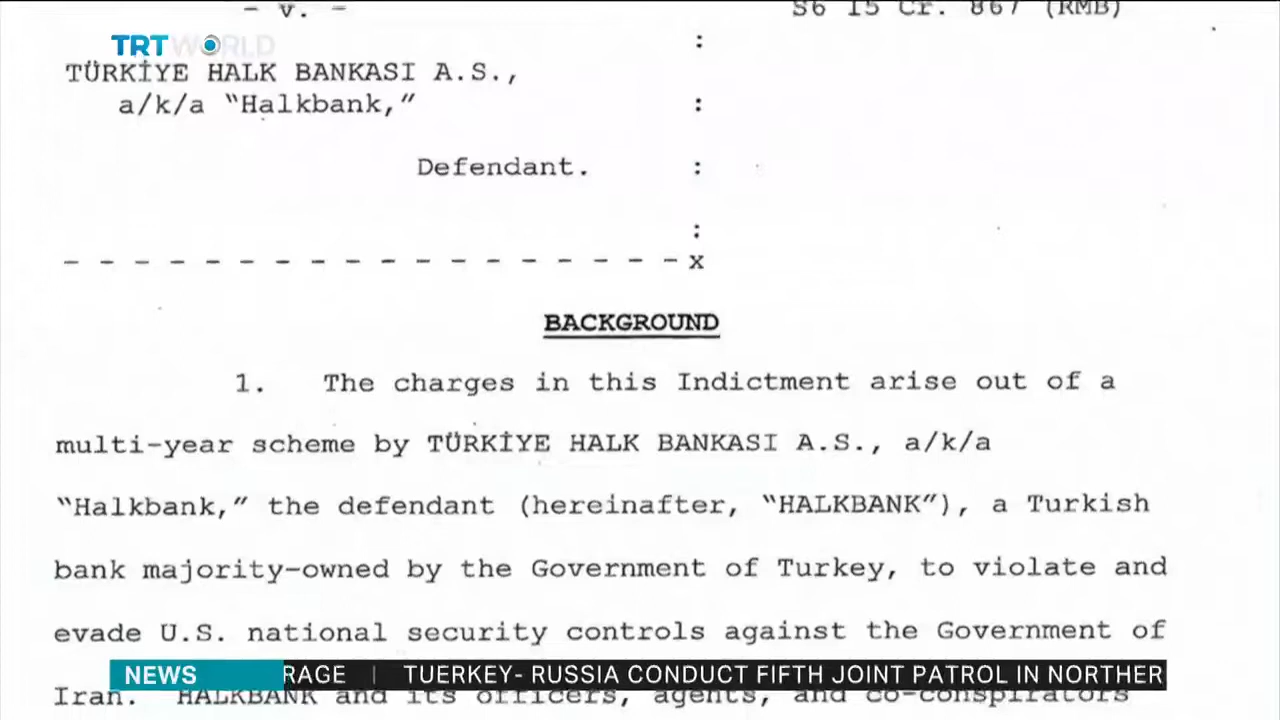 - v. -
S6 15 Cr. 867 (RMB)
TRT WORLD
:
TÜRKİYE HALK BANKASI A.S.,
a/k/a “Halkbank,” :
Defendant. :
:
- - - - - - - - - - - - - - - - - - x
BACKGROUND
1. The charges in this Indictment arise out of a
multi-year scheme by TÜRKİYE HALK BANKASI A.S., a/k/a
“Halkbank,” the defendant (hereinafter, “HALKBANK”), a Turkish
bank majority-owned by the Government of Turkey, to violate and
evade U.S. national security controls against the Government of
NEWS RAGE | TUERKEY- RUSSIA CONDUCT FIFTH JOINT PATROL IN NORTHER
Iran. HALKBANK and its officers, agents, and co-conspirators